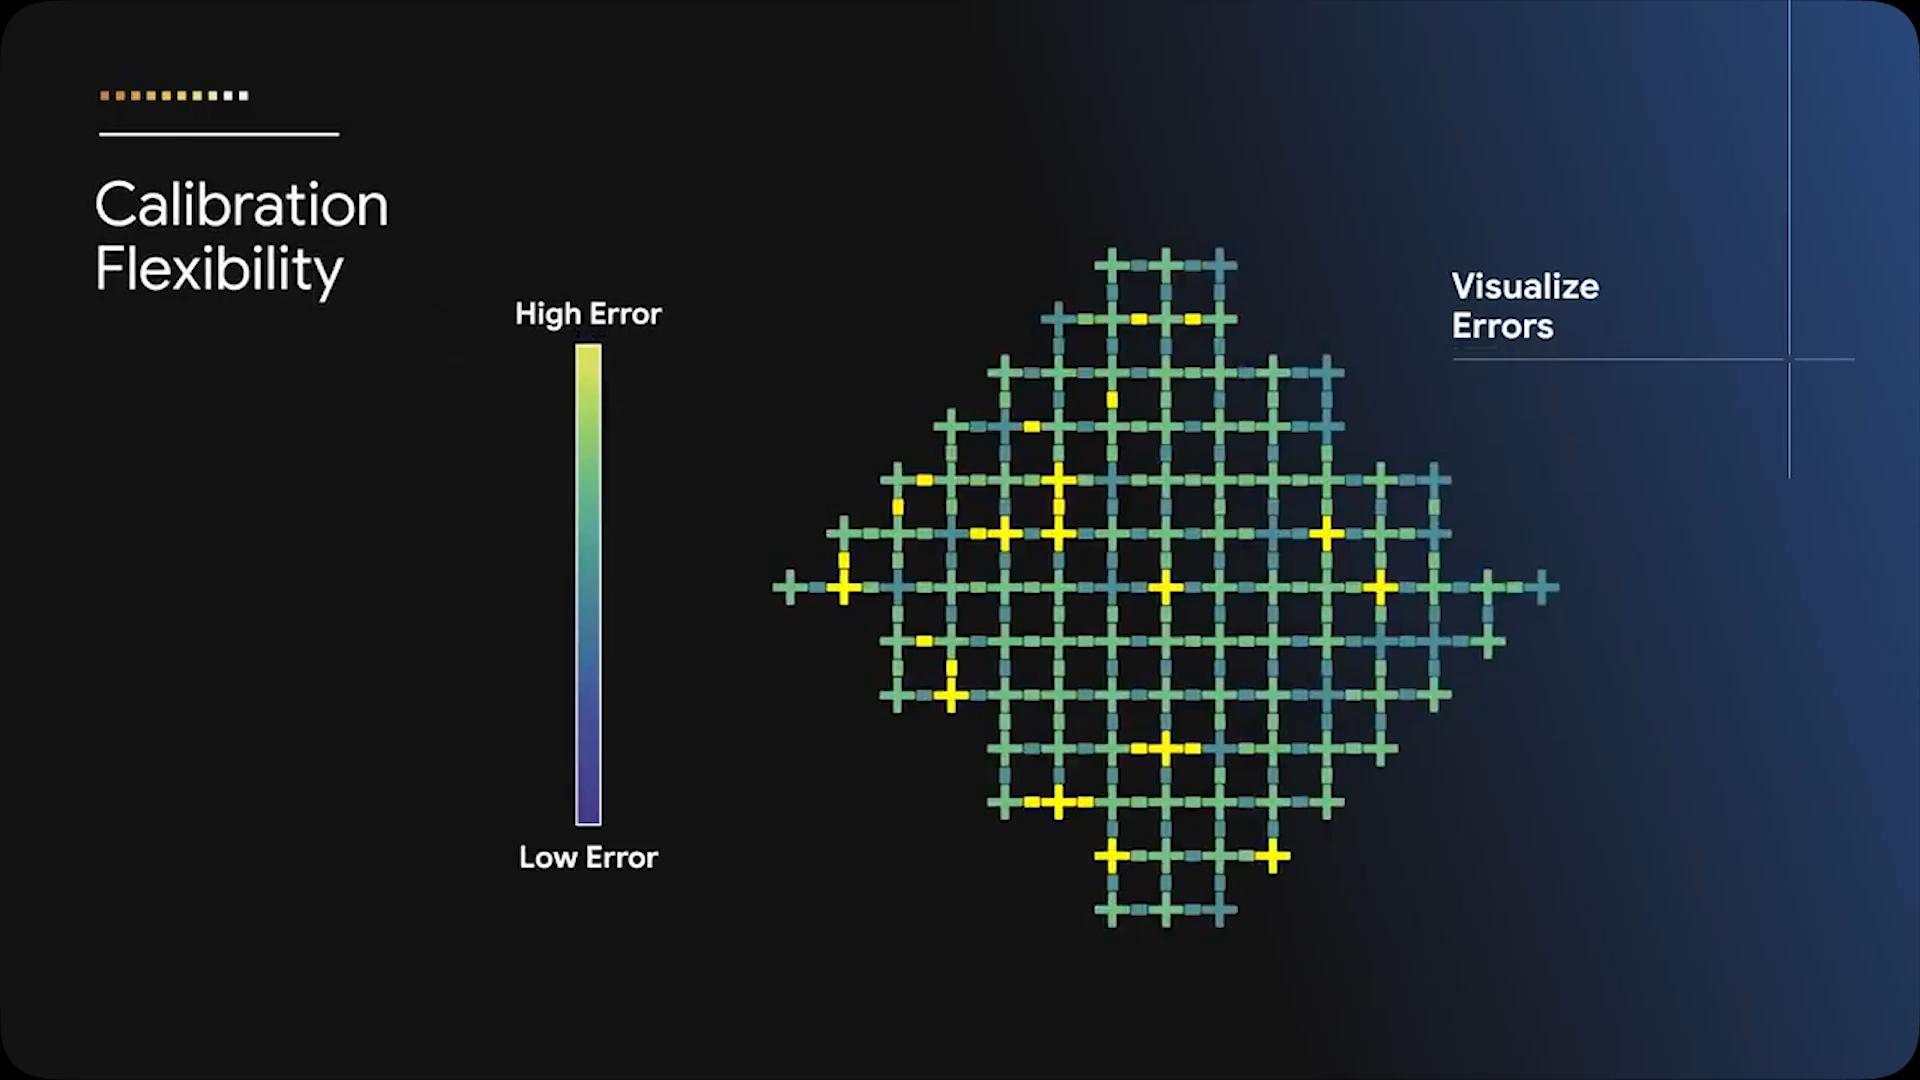 Calibration
Flexibility
High Error
Low Error
Visualize
Errors